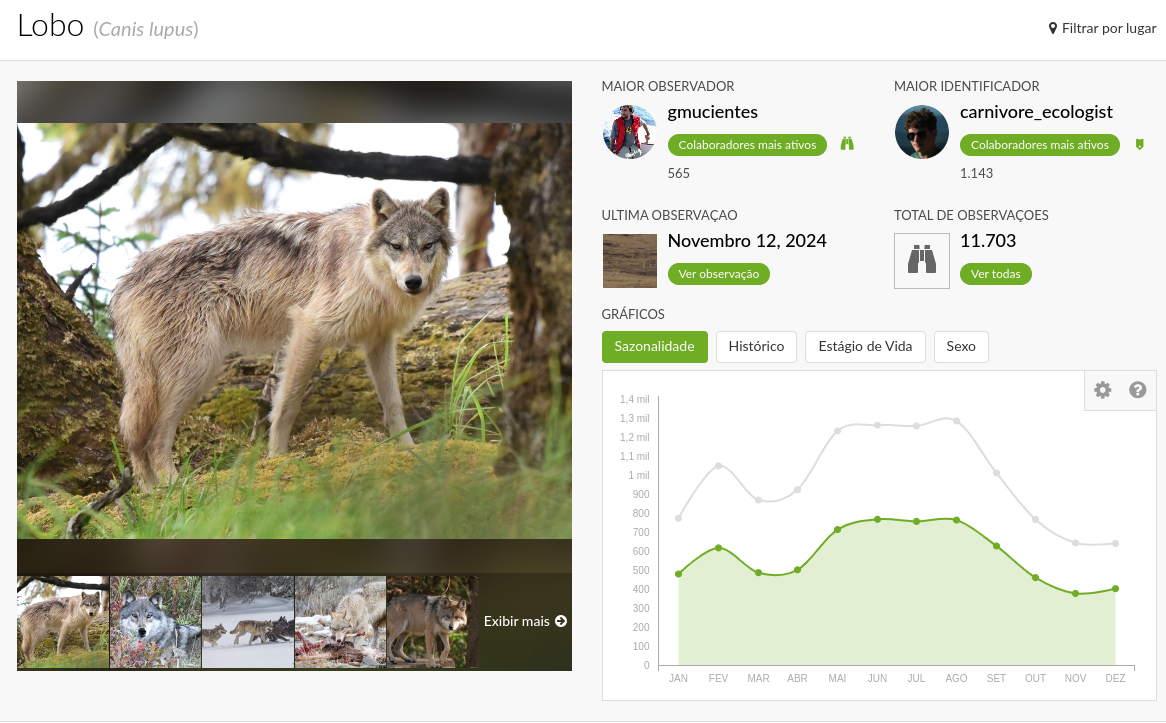 Lobo (Canis lupus)
Filtrar por lugar
MAIOR OBSERVADOR
gmucientes
Colaboradores mais ativos
565
MAIOR IDENTIFICADOR
carnivore_ecologist
Colaboradores mais ativos
1.143
ULTIMA OBSERVAÇAO
Novembro 12, 2024
Ver observação
TOTAL DE OBSERVAÇOES
11.703
Ver todas
GRÁFICOS
Sazonalidade
Histórico
Estágio de Vida
Sexo
1,4 mil
1,3 mil
1,2 mil
1,1 mil
1 mil
900
800
700
600
500
400
300
200
100
0
JAN FEV MAR ABR MAI JUN JUL AGO SET OUT NOV DEZ
Exibir mais